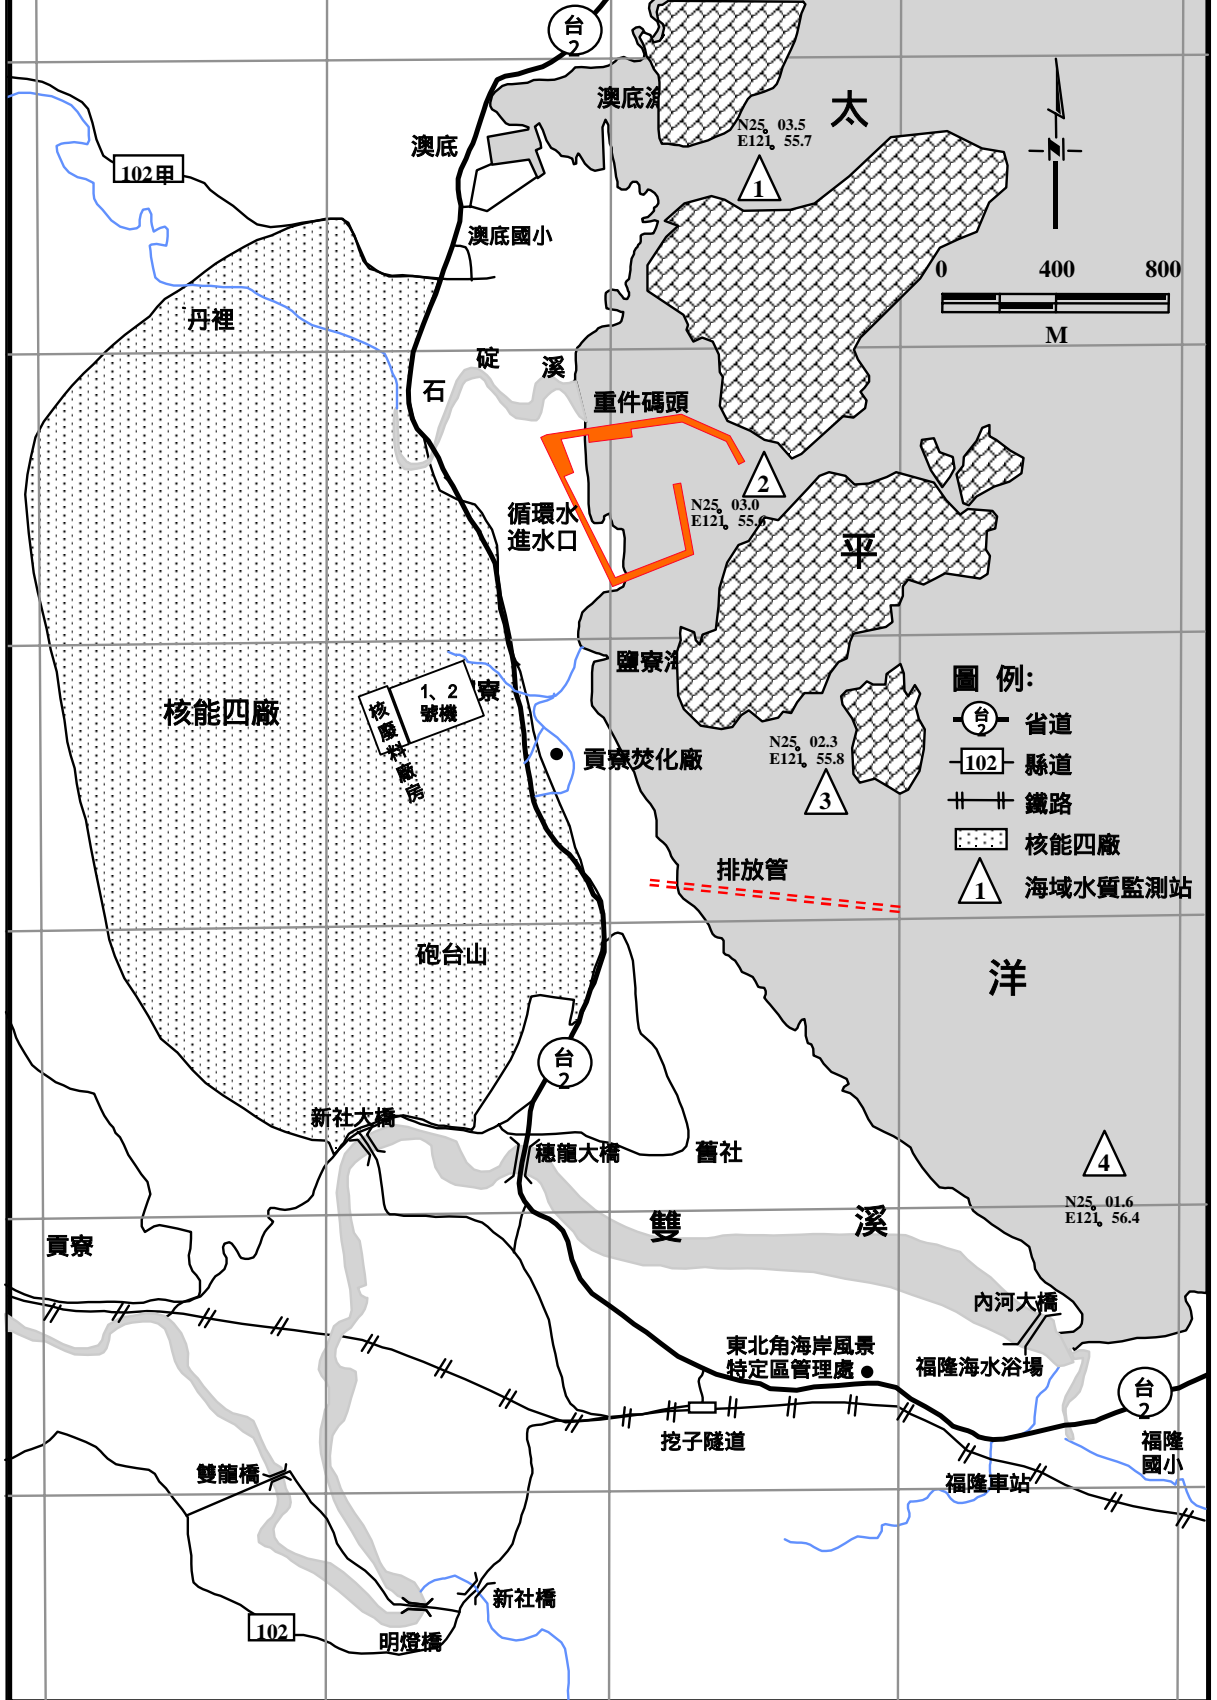 台
2
澳底漁
太
N25。 03.5
E121。 55.7
澳底
1
102甲
澳底國小
0 400 800
M
丹裡
碇
溪
石
重件碼頭
2
循環水
進水口
N25。 03.0
E121。 55.6
平
鹽寮海
核能四廠
1、2
號機
寮
核廢料廠房
貢寮焚化廠
N25。 02.3
E121。 55.8
3
圖 例:
台
2
省道
102
縣道
鐵路
核能四廠
1
海域水質監測站
排放管
砲台山
洋
台
2
新社大橋
穗龍大橋
舊社
4
N25。 01.6
E121。 56.4
雙
溪
貢寮
內河大橋
東北角海岸風景
特定區管理處
福隆海水浴場
台
2
挖子隧道
福隆
國小
雙龍橋
福隆車站
新社橋
102
明燈橋